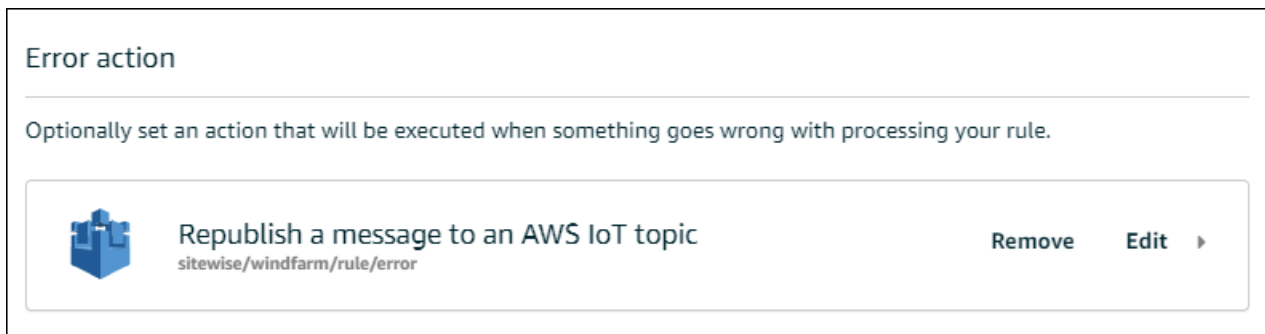 Error action
Optionally set an action that will be executed when something goes wrong with processing your rule.
Republish a message to an AWS IoT topic
sitewise/windfarm/rule/error
Remove
Edit